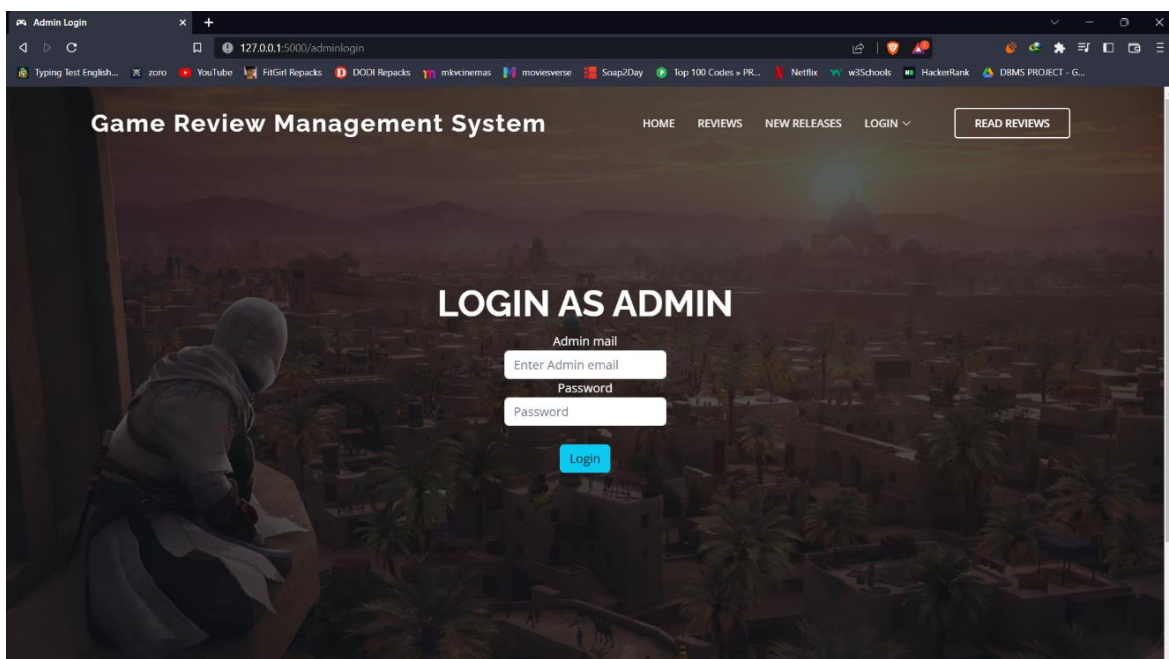 Admin Login
127.0.0.1:5000/adminlogin
Typing Test English... zoro YouTube FitGirl Repacks DODI Repacks mkvcinemas moviesverse Soap2Day Top 100 Codes » PR... Netflix w3Schools HackerRank DBMS PROJECT - G...
Game Review Management System HOME REVIEWS NEW RELEASES LOGIN READ REVIEWS
LOGIN AS ADMIN
Admin mail
Enter Admin email
Password
Password
Login